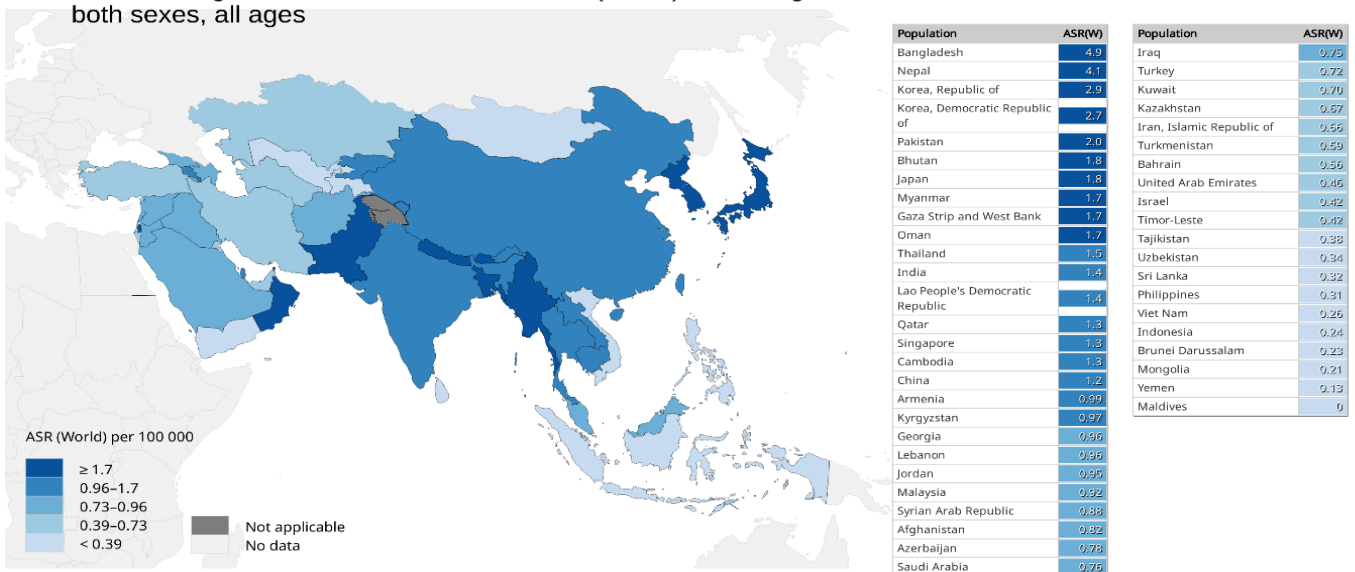 both sexes, all ages
Population ASR(W)
Bangladesh 4.9
Nepal 4.1
Korea, Republic of 2.9
Korea, Democratic Republic
of 2.7
Pakistan 2.0
Bhutan 1.8
Japan 1.8
Myanmar 1.7
Gaza Strip and West Bank 1.7
Oman 1.7
Thailand 1.5
India 1.4
Lao People's Democratic
Republic 1.4
Qatar 1.3
Singapore 1.3
Cambodia 1.3
China 1.2
Armenia 0.99
Kyrgyzstan 0.97
Georgia 0.96
Lebanon 0.96
Jordan 0.95
Malaysia 0.92
Syrian Arab Republic 0.88
Afghanistan 0.82
Azerbaijan 0.78
Saudi Arabia 0.76
Population ASR(W)
Iraq 0.75
Turkey 0.72
Kuwait 0.70
Kazakhstan 0.67
Iran, Islamic Republic of 0.66
Turkmenistan 0.59
Bahrain 0.56
United Arab Emirates 0.46
Israel 0.42
Timor-Leste 0.42
Tajikistan 0.38
Uzbekistan 0.34
Sri Lanka 0.32
Philippines 0.31
Viet Nam 0.26
Indonesia 0.24
Brunei Darussalam 0.23
Mongolia 0.21
Yemen 0.13
Maldives 0
ASR (World) per 100 000
≥ 1.7
0.96–1.7
0.73–0.96
0.39–0.73
< 0.39
Not applicable
No data